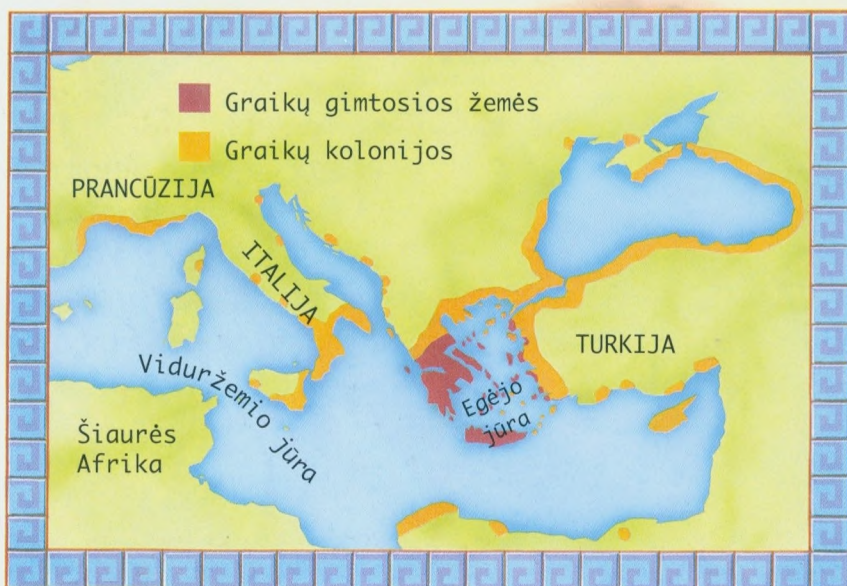 Graikų gimtosios žemės
Graikų kolonijos
PRANCŪZIJA
ITALIJA
TURKIJA
Viduržemio jūra
Egėjo
jūra
Šiaurės
Afrika